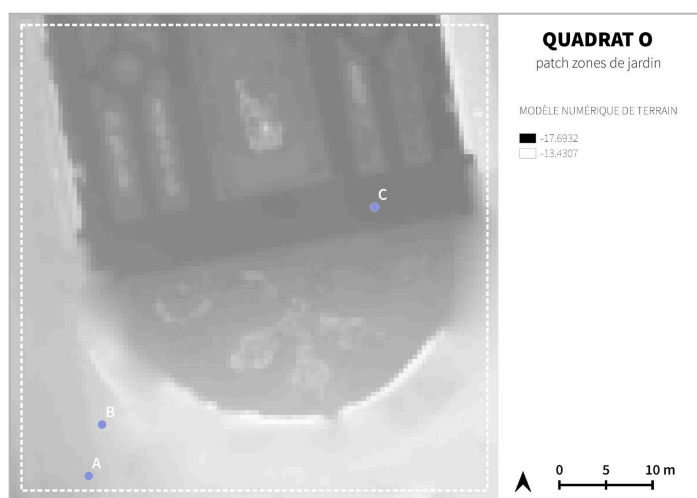 QUADRAT O
patch zones de jardin
MODÈLE NUMÉRIQUE DE TERRAIN
-17.6932
-13.4307
C
B
A
0 5 10 m